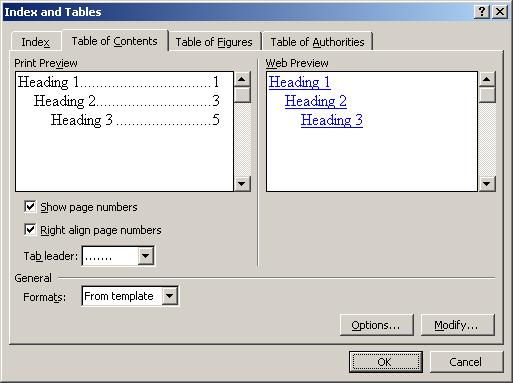 Index and Tables
Index Table of Contents Table of Figures Table of Authorities
Print Preview
Heading 1..............................1
Heading 2..........................3
Heading 3......................5
Web Preview
Heading 1
Heading 2
Heading 3
Show page numbers
Right align page numbers
Tab leader: .......
General
Formats: From template
Options... Modify...
OK Cancel